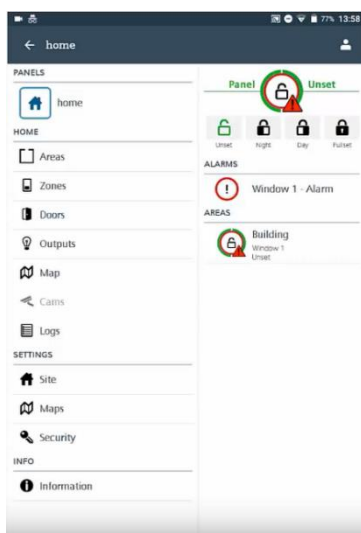 77% 13:58
home
PANELS
home
HOME
Areas
Zones
Doors
Outputs
Map
Cams
Logs
SETTINGS
Site
Maps
Security
INFO
Information
Panel Unset
Unset Night Day Fullset
ALARMS
Window 1 - Alarm
AREAS
Building
Window 1
Unset